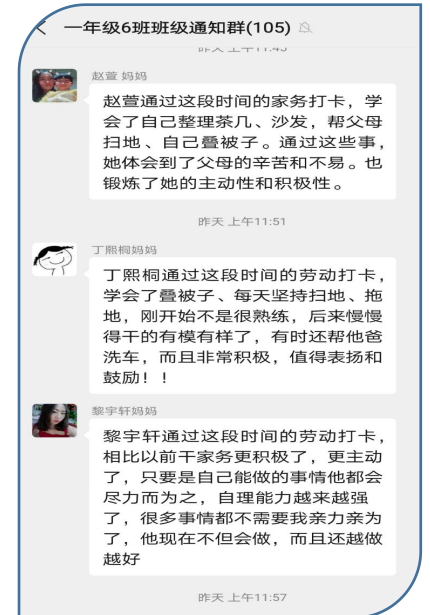 一年级6班班级通知群(105)
昨天 上午11:45
赵萱 妈妈
赵萱通过这段时间的家务打卡，学
会了自己整理茶几、沙发，帮父母
扫地、自己叠被子。通过这些事，
她体会到了父母的辛苦和不易。也
锻炼了她的主动性和积极性。
昨天 上午11:51
丁熙桐妈妈
丁熙桐通过这段时间的劳动打卡，
学会了叠被子、每天坚持扫地、拖
地，刚开始不是很熟练，后来慢慢
得干的有模有样了，有时还帮他爸
洗车，而且非常积极，值得表扬和
鼓励！！
黎宇轩妈妈
黎宇轩通过这段时间的劳动打卡，
相比以前干家务更积极了，更主动
了，只要是自己能做的事情他都会
尽力而为之，自理能力越来越强
了，很多事情都不需要我亲力亲为
了，他现在不但会做，而且还越做
越好
昨天 上午11:57